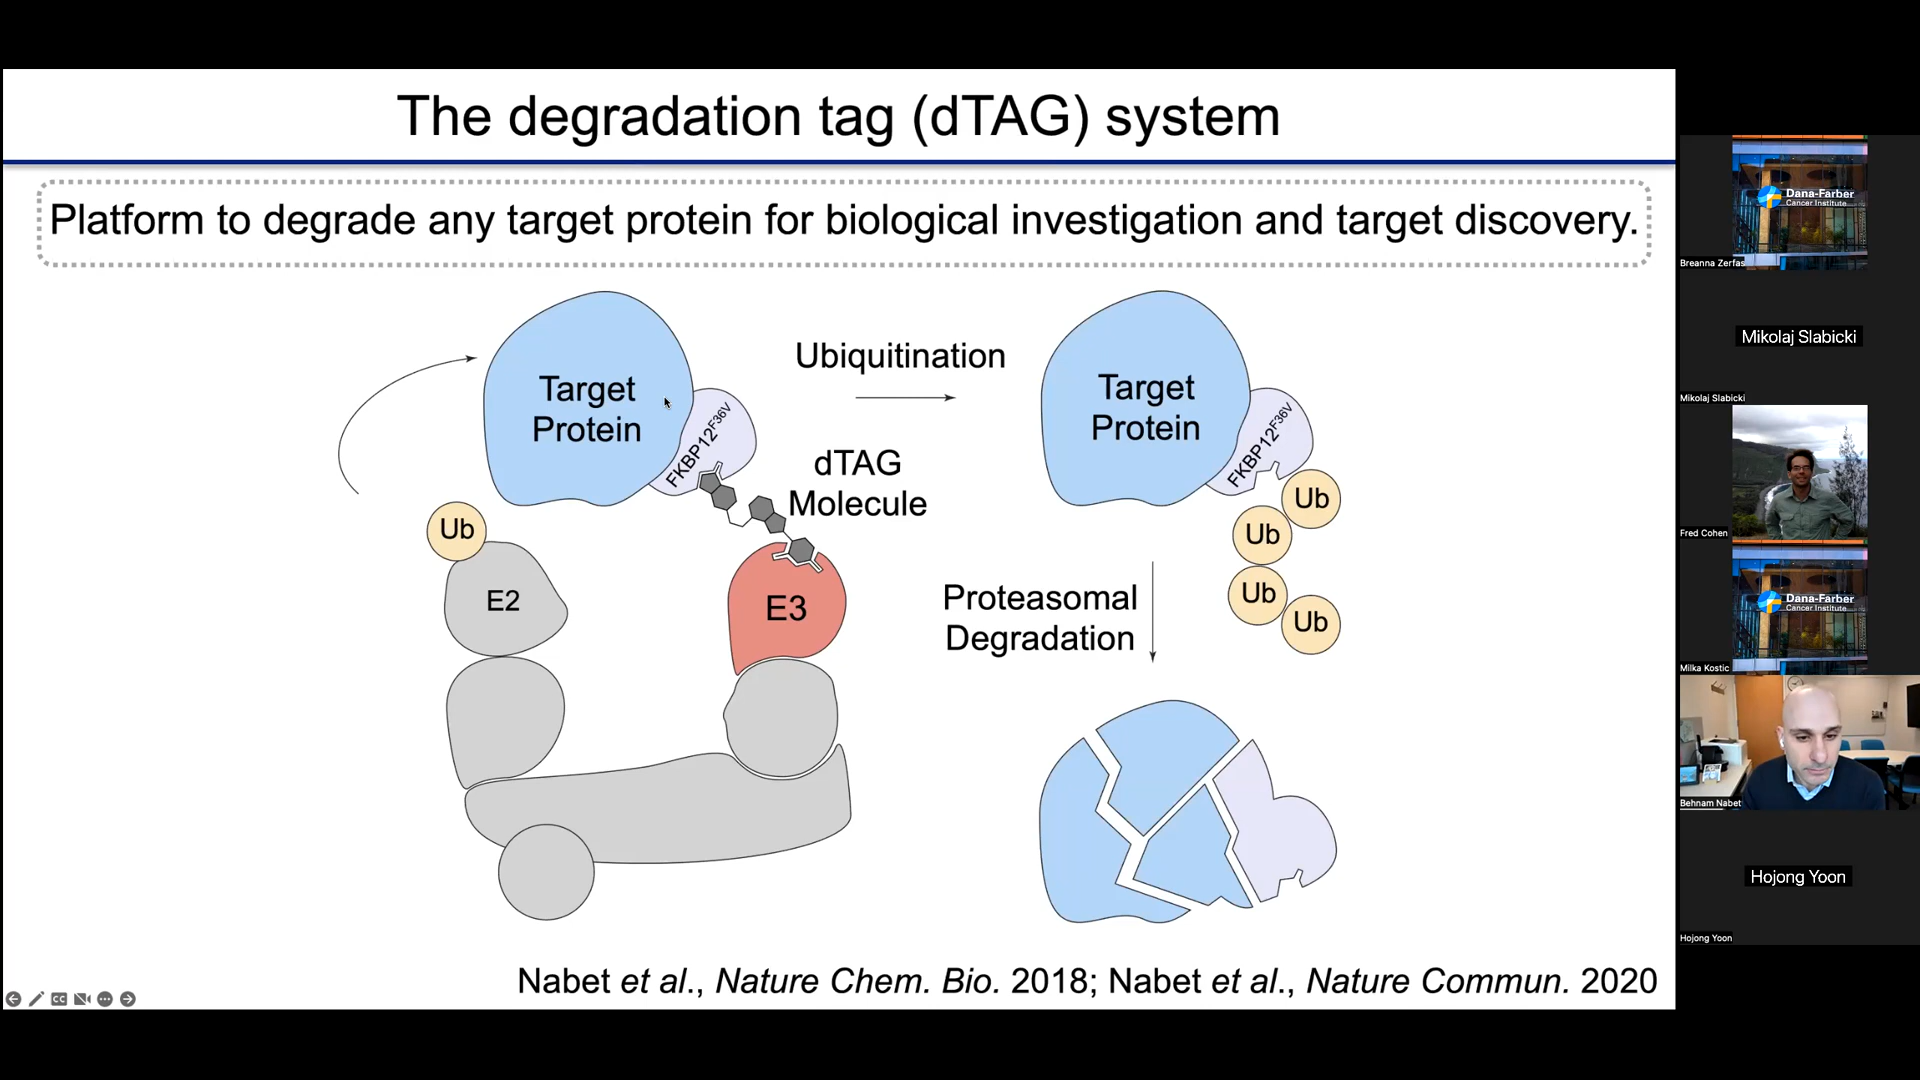 The degradation tag (dTAG) system
Platform to degrade any target protein for biological investigation and target discovery.
Target
Protein
FKBP12F36V
Ubiquitination
dTAG
Molecule
Ub
E2
E3
Target
Protein
FKBP12F36V
Ub
Ub
Ub
Ub
Proteasomal
Degradation
Nabet et al., Nature Chem. Bio. 2018; Nabet et al., Nature Commun. 2020
CC
Dana-Farber
Cancer Institute
Breanna Zerfas
Mikolaj Slabicki
Mikolaj Slabicki
Fred Cohen
Dana-Farber
Cancer Institute
Milka Kostic
Behnam Nabet
Hojong Yoon
Hojong Yoon